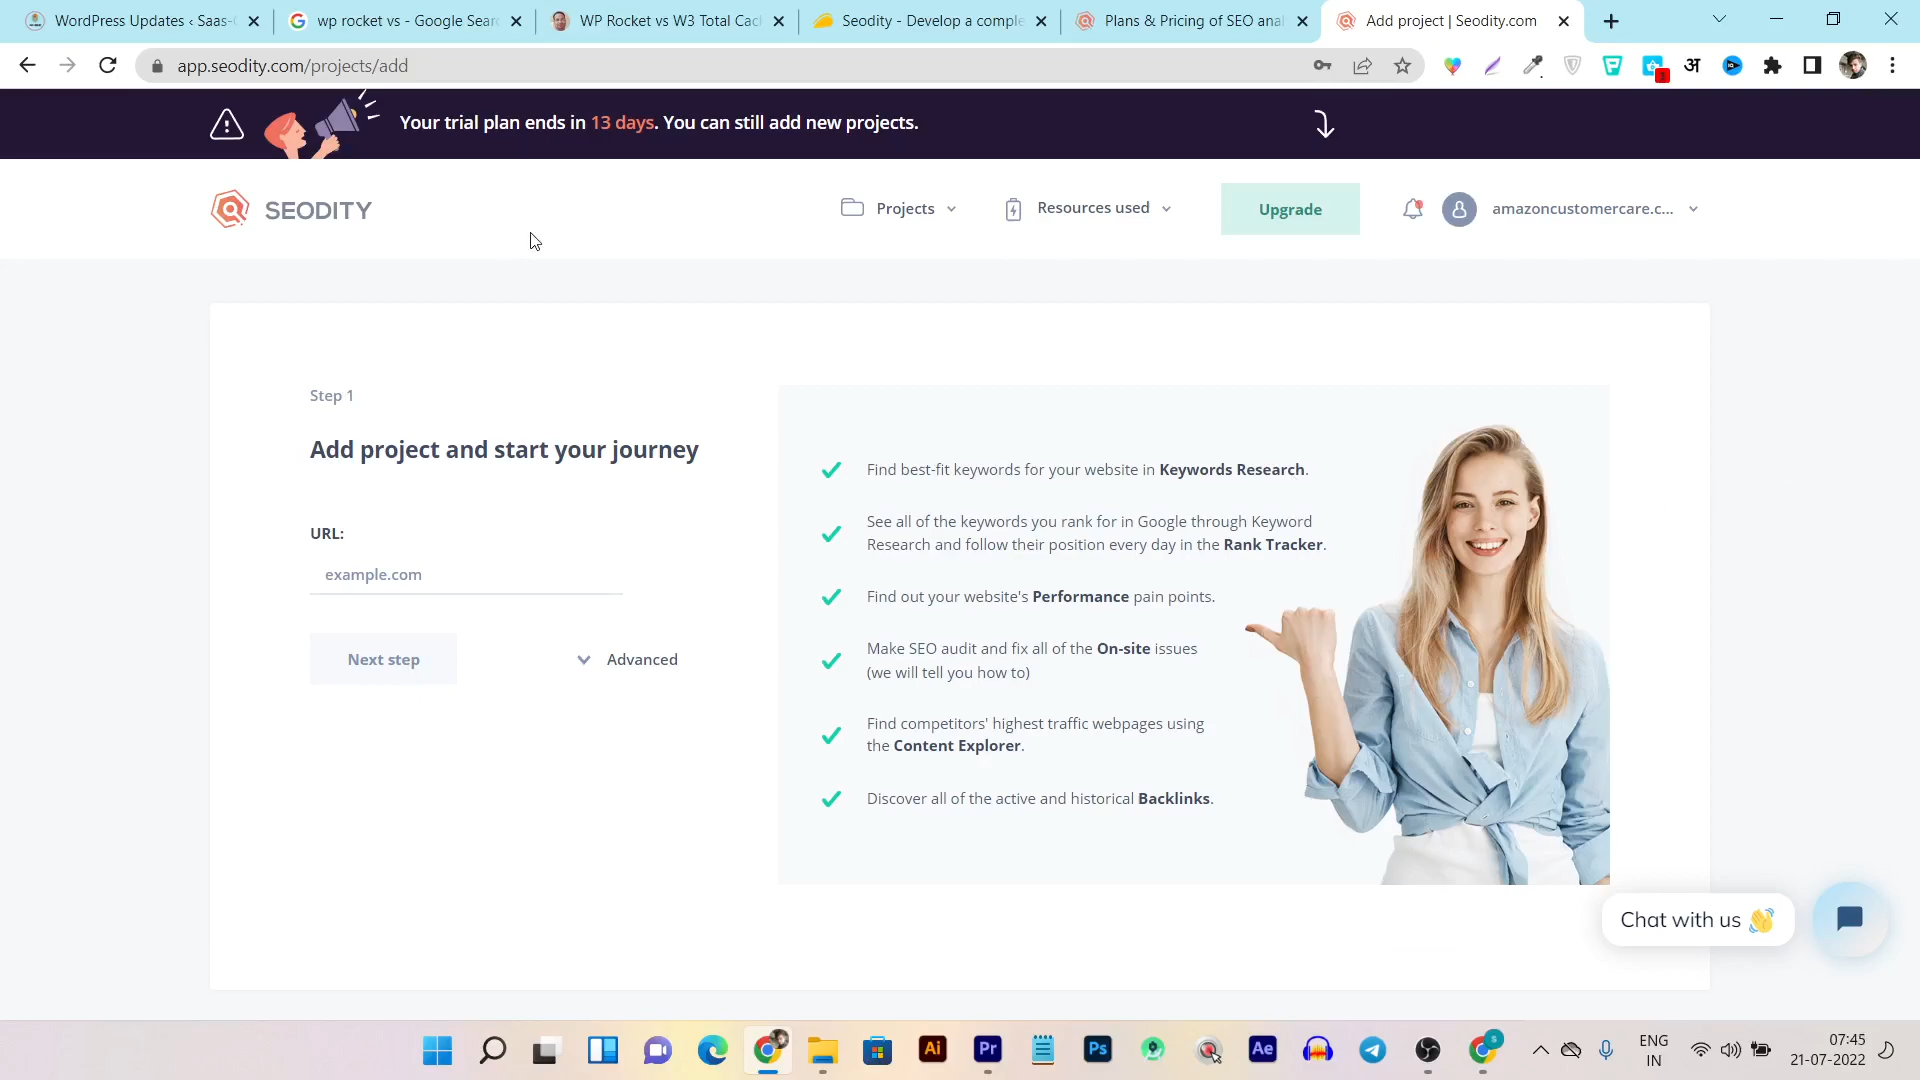 WordPress Updates ‹ Saas-
wp rocket vs - Google Sear
WP Rocket vs W3 Total Cac
Seodity - Develop a comple
Plans & Pricing of SEO anal
Add project | Seodity.com
app.seodity.com/projects/add
अ
Your trial plan ends in 13 days. You can still add new projects.
SEODITY
Projects
Resources used
Upgrade
amazoncustomercare.c...
Step 1
Add project and start your journey
URL:
example.com
Next step
Advanced
Find best-fit keywords for your website in Keywords Research.
See all of the keywords you rank for in Google through Keyword
Research and follow their position every day in the Rank Tracker.
Find out your website's Performance pain points.
Make SEO audit and fix all of the On-site issues
(we will tell you how to)
Find competitors' highest traffic webpages using
the Content Explorer.
Discover all of the active and historical Backlinks.
Chat with us 👋
Ai
Pr
Ps
Ae
ENG
IN
07:45
21-07-2022